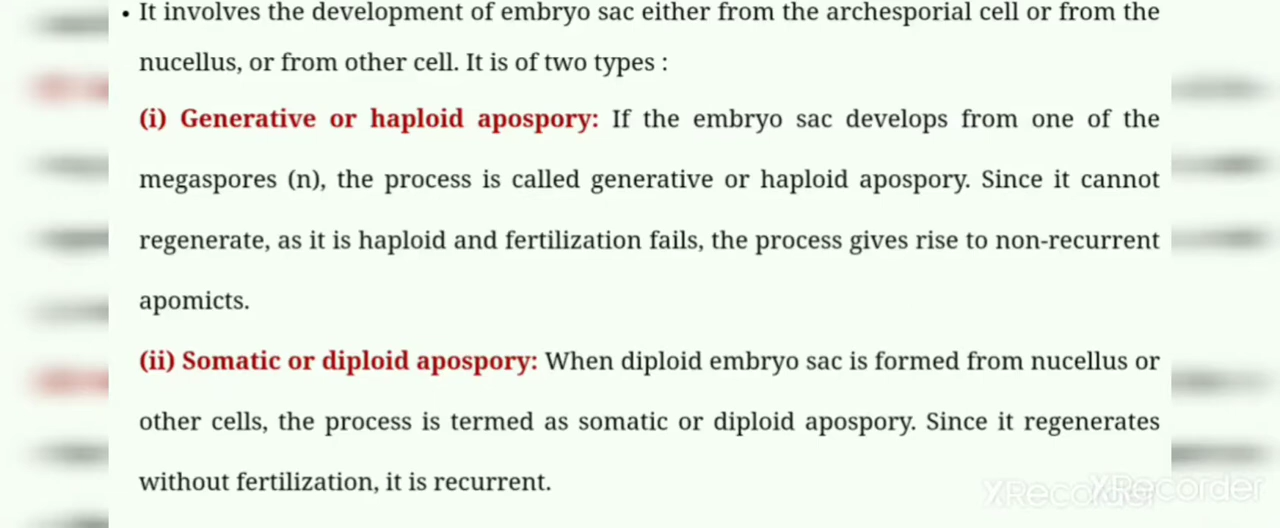 • It involves the development of embryo sac either from the archesporial cell or from the
nucellus, or from other cell. It is of two types :
(i) Generative or haploid apospory: If the embryo sac develops from one of the
megaspores (n), the process is called generative or haploid apospory. Since it cannot
regenerate, as it is haploid and fertilization fails, the process gives rise to non-recurrent
apomicts.
(ii) Somatic or diploid apospory: When diploid embryo sac is formed from nucellus or
other cells, the process is termed as somatic or diploid apospory. Since it regenerates
without fertilization, it is recurrent.
XRecorder XRecorder